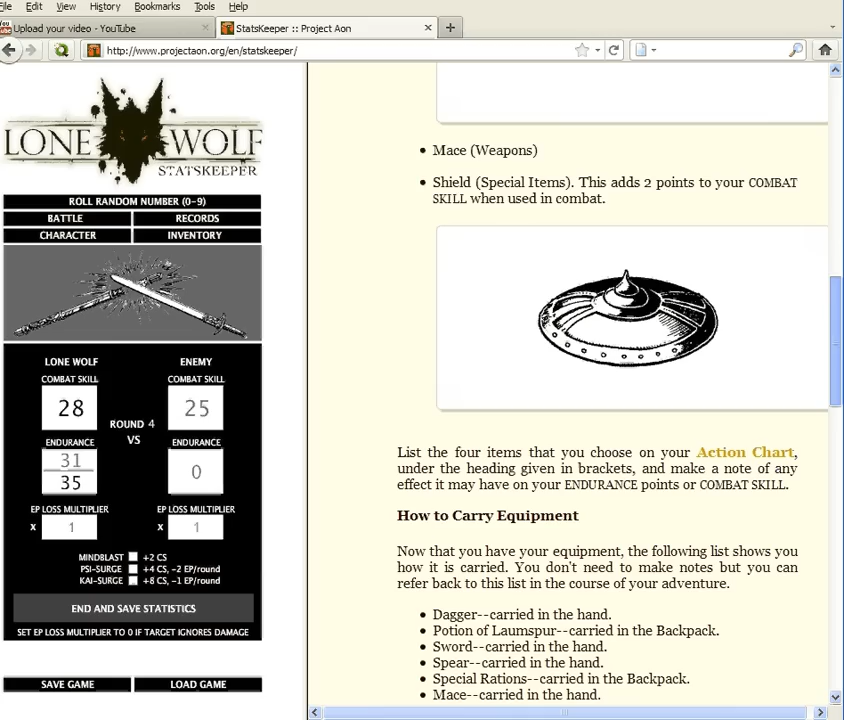 File Edit View History Bookmarks Tools Help
Upload your video - YouTube
StatsKeeper :: Project Aon
http://www.projectaon.org/en/statskeeper/
LONE WOLF
STATSKEEPER
ROLL RANDOM NUMBER (0-9)
BATTLE RECORDS
CHARACTER INVENTORY
LONE WOLF ENEMY
COMBAT SKILL COMBAT SKILL
28 25
ROUND 4
VS
ENDURANCE ENDURANCE
31
35
0
EP LOSS MULTIPLIER EP LOSS MULTIPLIER
X 1 X 1
MINDBLAST +2 CS
PSI-SURGE +4 CS, -2 EP/round
KAI-SURGE +8 CS, -1 EP/round
END AND SAVE STATISTICS
SET EP LOSS MULTIPLIER TO 0 IF TARGET IGNORES DAMAGE
SAVE GAME LOAD GAME
• Mace (Weapons)
• Shield (Special Items). This adds 2 points to your COMBAT
SKILL when used in combat.
List the four items that you choose on your Action Chart,
under the heading given in brackets, and make a note of any
effect it may have on your ENDURANCE points or COMBAT SKILL.
How to Carry Equipment
Now that you have your equipment, the following list shows you
how it is carried. You don't need to make notes but you can
refer back to this list in the course of your adventure.
• Dagger--carried in the hand.
• Potion of Laumspur--carried in the Backpack.
• Sword--carried in the hand.
• Spear--carried in the hand.
• Special Rations--carried in the Backpack.
• Mace--carried in the hand.